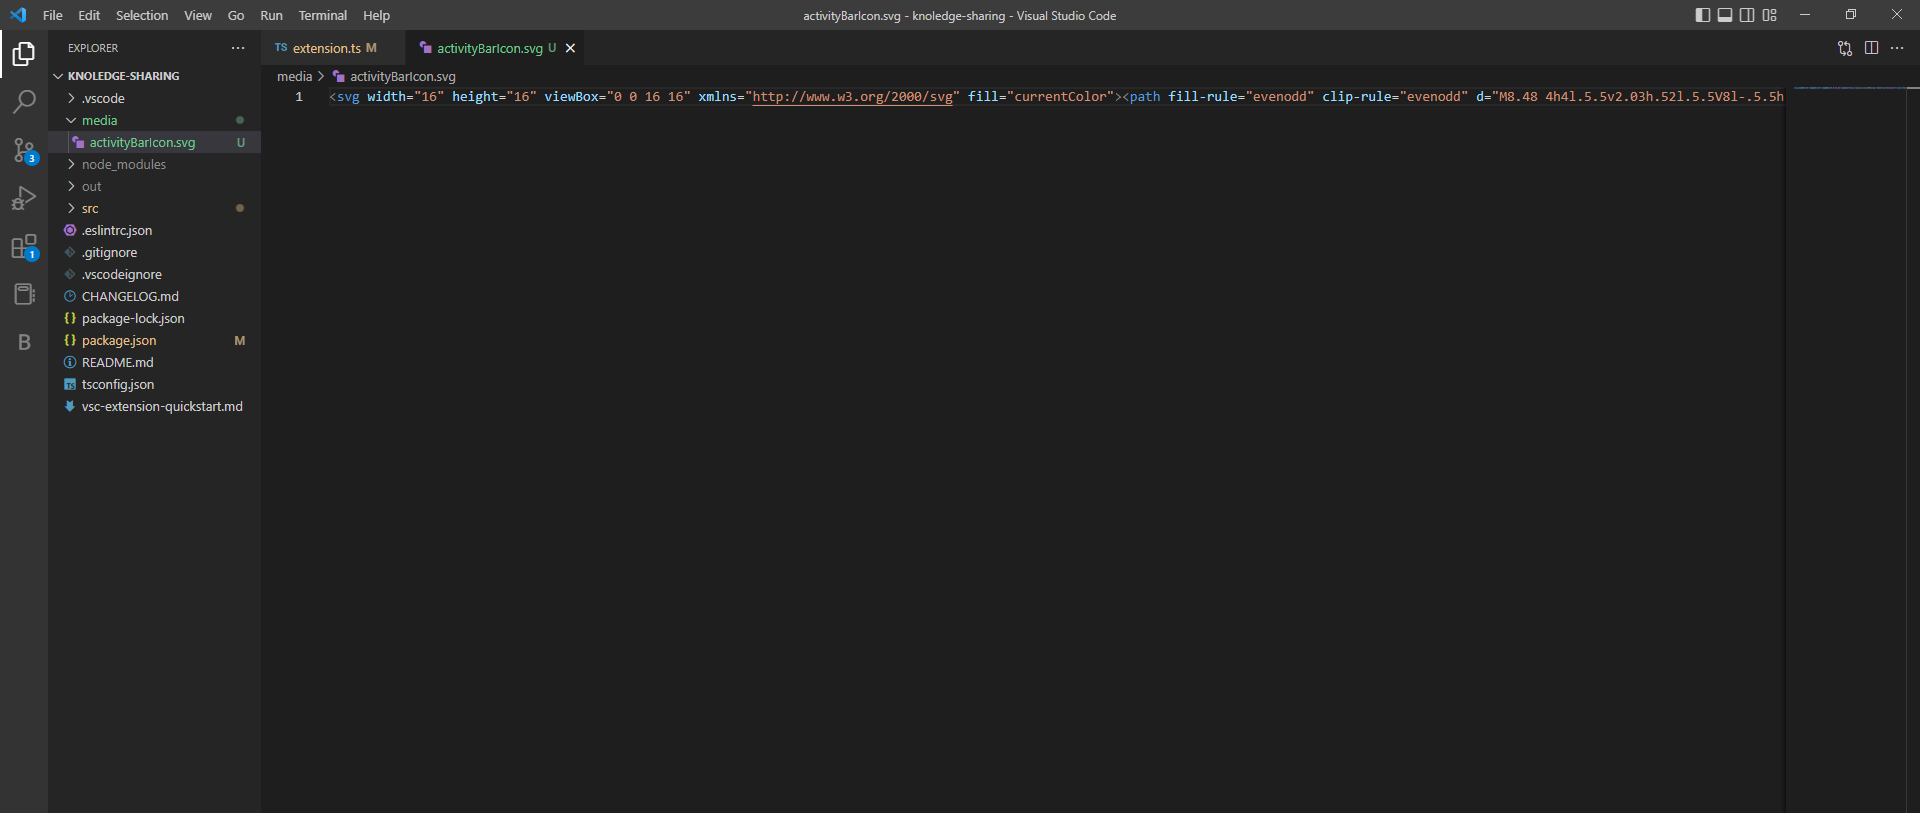 File Edit Selection View Go Run Terminal Help
activityBarIcon.svg - knoledge-sharing - Visual Studio Code
EXPLORER
KNOLEDGE-SHARING
.vscode
media
activityBarIcon.svg U
node_modules
out
src
.eslintrc.json
.gitignore
.vscodeignore
CHANGELOG.md
package-lock.json
package.json M
README.md
tsconfig.json
vsc-extension-quickstart.md
3
1
B
TS extension.ts M
activityBarIcon.svg U
media > activityBarIcon.svg
1 <svg width="16" height="16" viewBox="0 0 16 16" xmlns="http://www.w3.org/2000/svg" fill="currentColor"><path fill-rule="evenodd" clip-rule="evenodd" d="M8.48 4h4l.5.5v2.03h.52l.5.5V8l-.5.5h